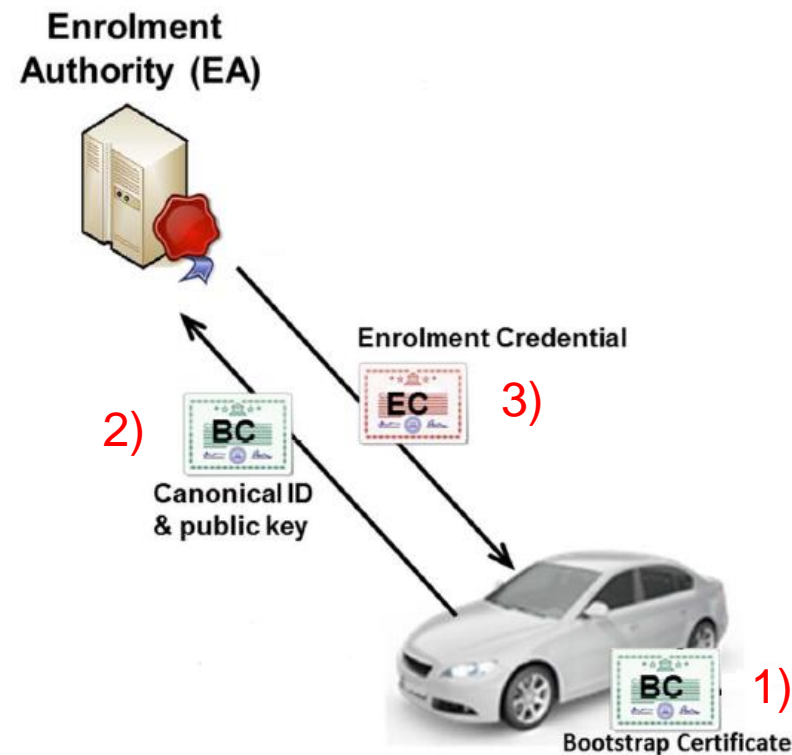 Enrolment
Authority (EA)
Enrolment Credential
EC
3)
2)
BC
Canonical ID
& public key
BC
1)
Bootstrap Certificate